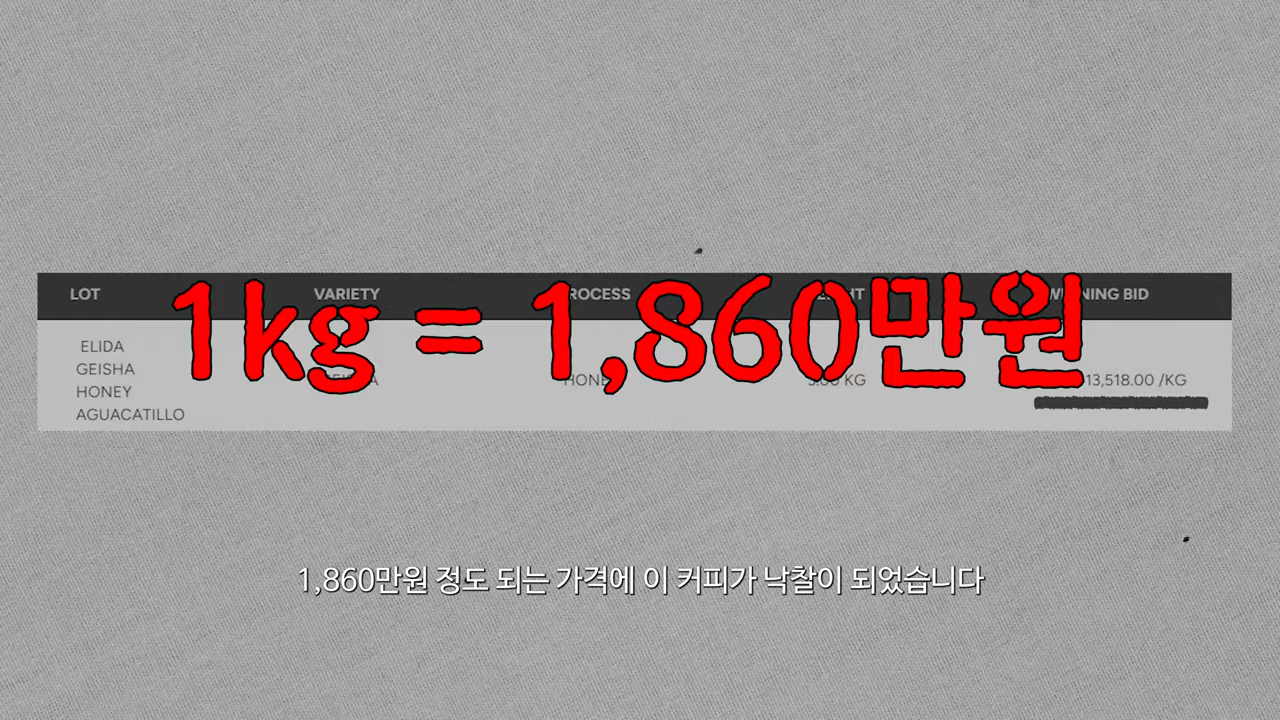 LOT VARIETY WINNING BID
1kg = 1,860만원
ELIDA
GEISHA
HONEY
AGUACATILLO
13,518.00 /KG
1,860만원 정도 되는 가격에 이 커피가 낙찰이 되었습니다